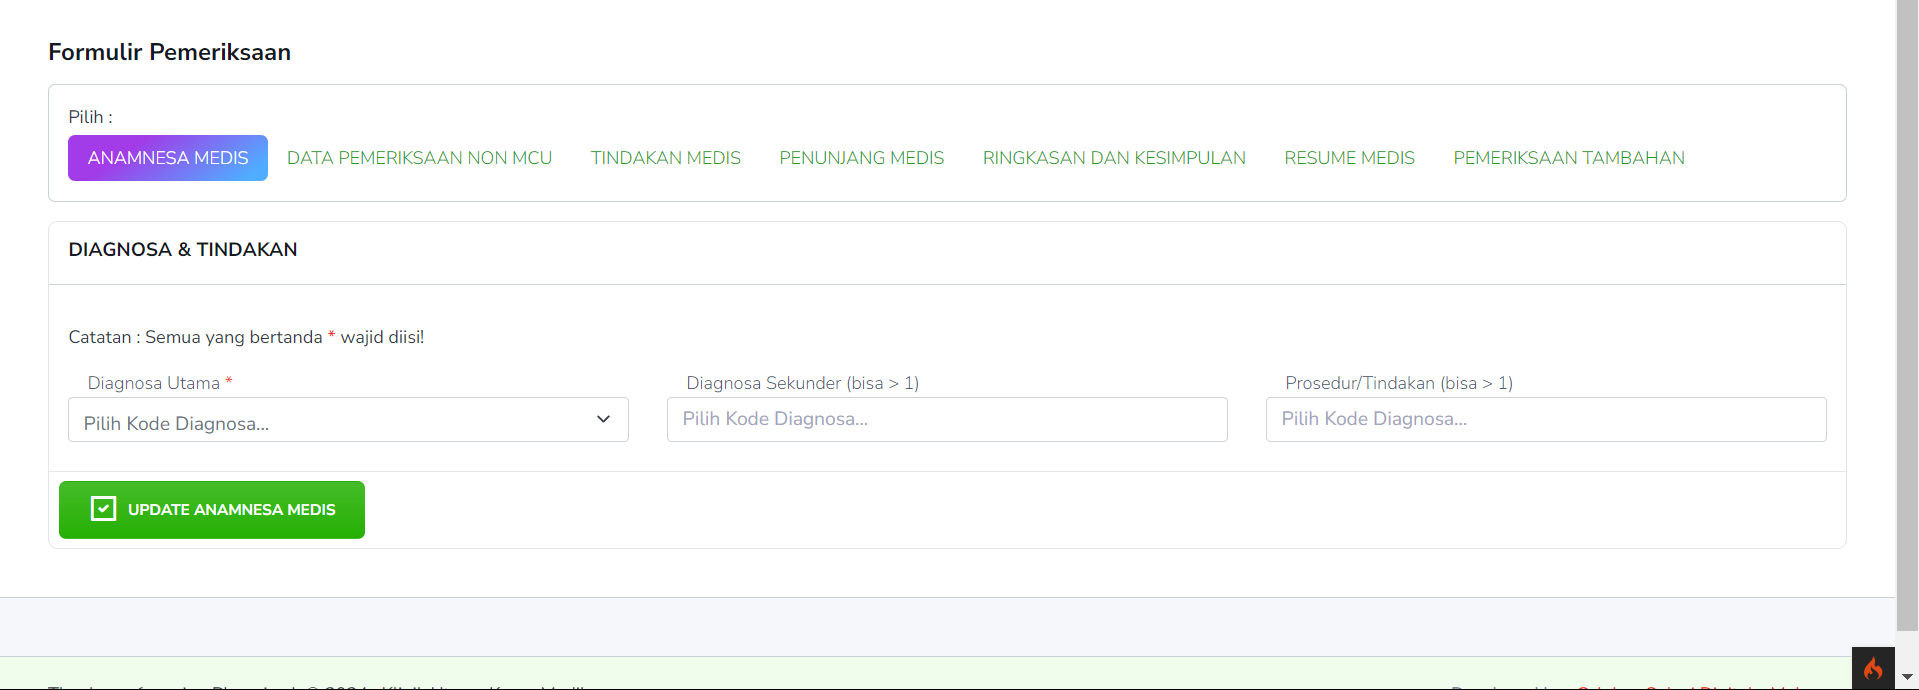 Formulir Pemeriksaan
Pilih :
ANAMNESA MEDIS DATA PEMERIKSAAN NON MCU TINDAKAN MEDIS PENUNJANG MEDIS RINGKASAN DAN KESIMPULAN RESUME MEDIS PEMERIKSAAN TAMBAHAN
DIAGNOSA & TINDAKAN
Catatan : Semua yang bertanda * wajid diisi!
Diagnosa Utama * Diagnosa Sekunder (bisa > 1) Prosedur/Tindakan (bisa > 1)
Pilih Kode Diagnosa... Pilih Kode Diagnosa... Pilih Kode Diagnosa...
UPDATE ANAMNESA MEDIS